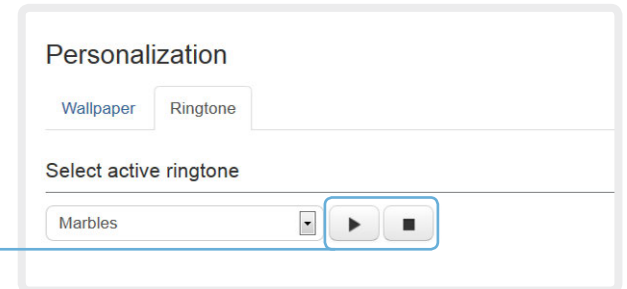 Personalization
Wallpaper Ringtone
Select active ringtone
Marbles